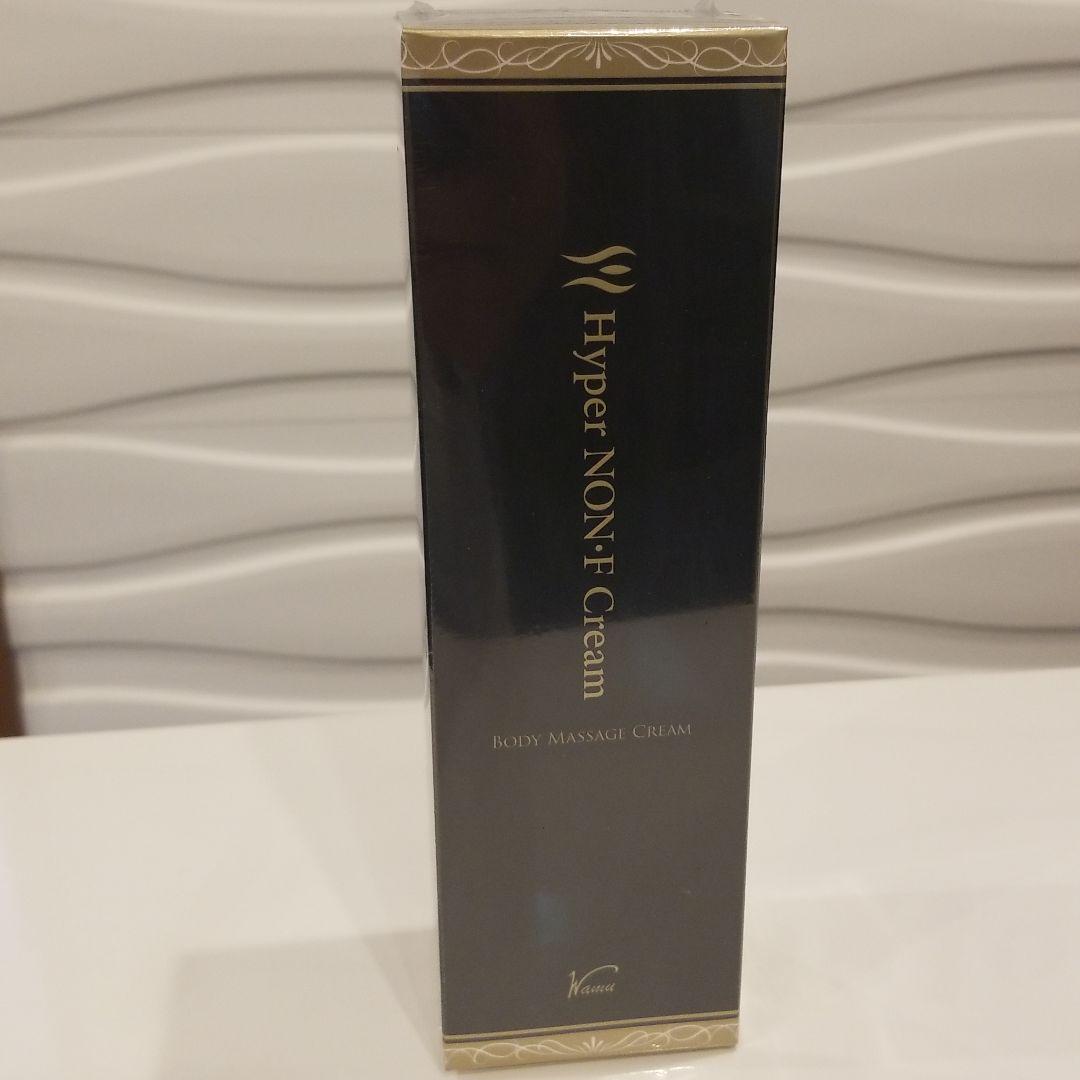 Hyper NON·F Cream
BODY MASSAGE CREAM
Wamu